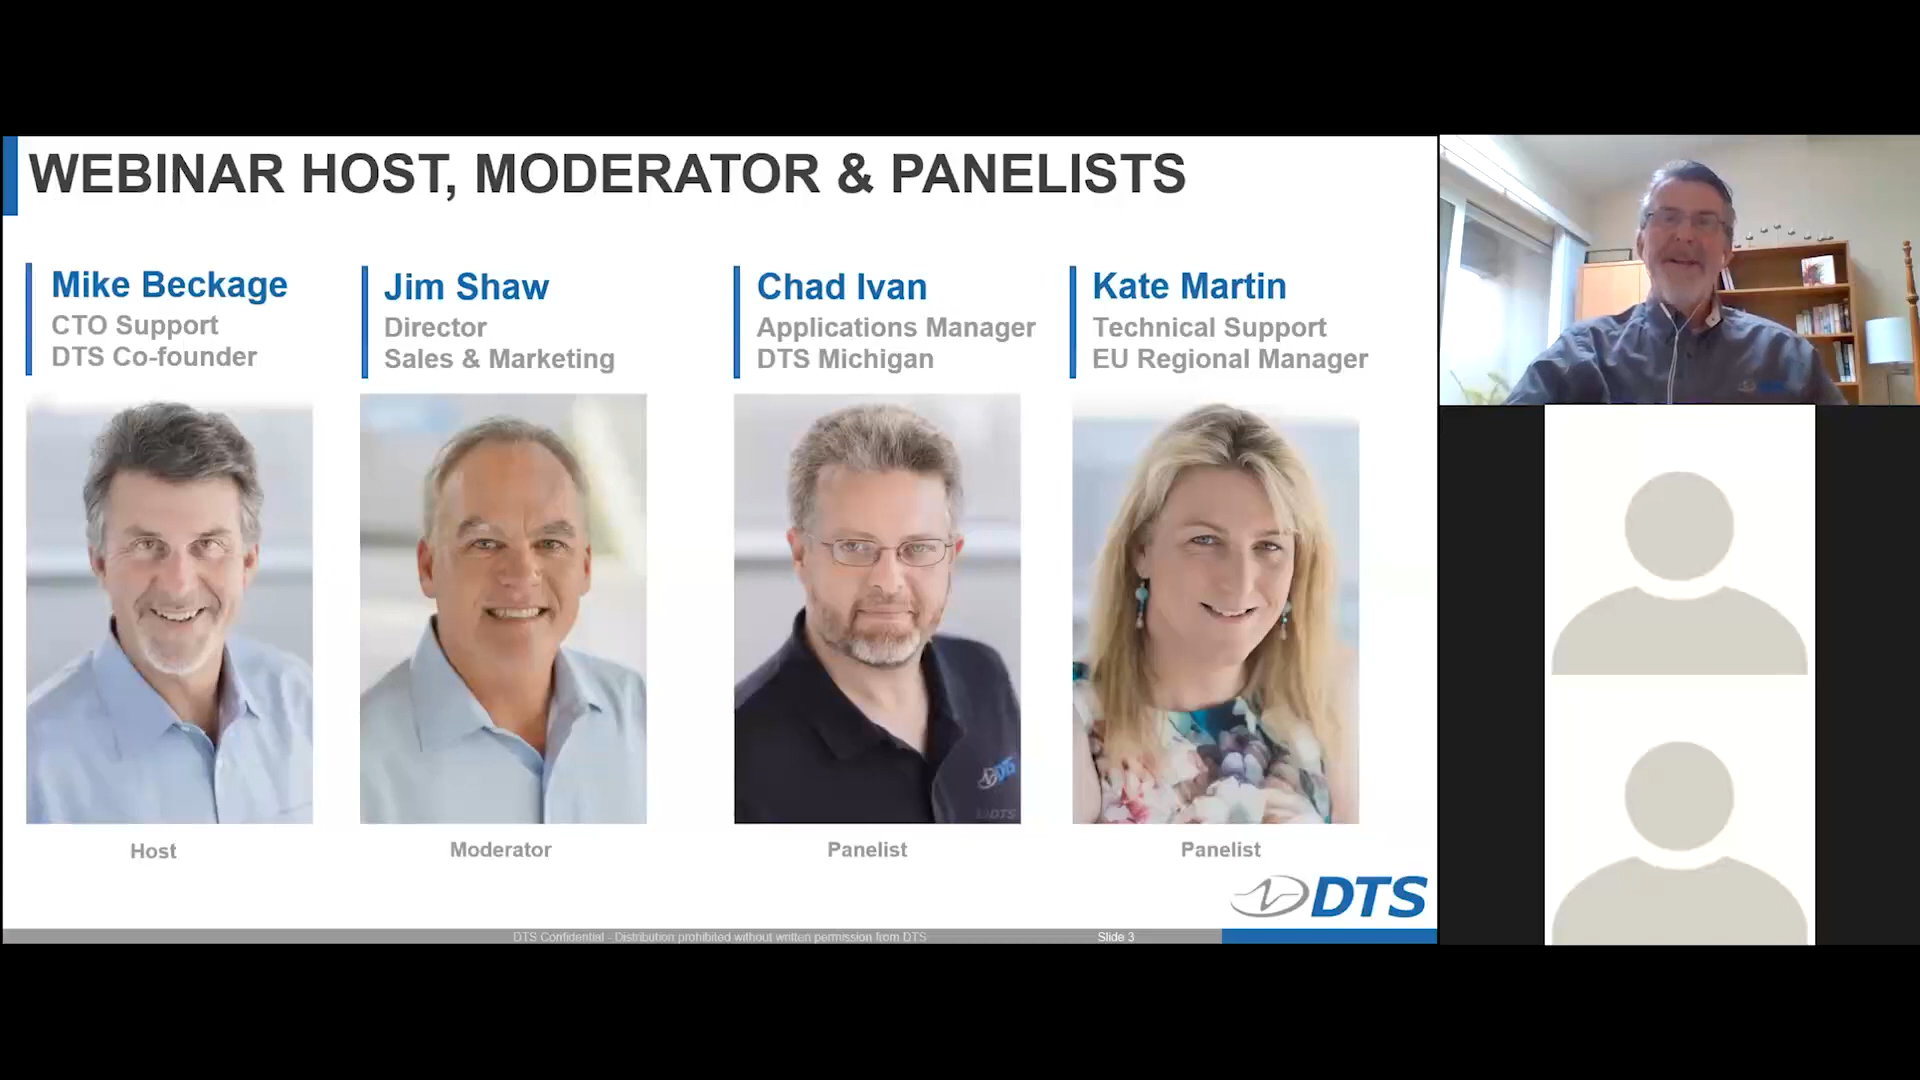 WEBINAR HOST, MODERATOR & PANELISTS
Mike Beckage
CTO Support
DTS Co-founder
Host
Jim Shaw
Director
Sales & Marketing
Moderator
Chad Ivan
Applications Manager
DTS Michigan
DTS
DTS
Panelist
Kate Martin
Technical Support
EU Regional Manager
Panelist
DTS
DTS Confidential - Distribution prohibited without written permission from DTS
Slide 3